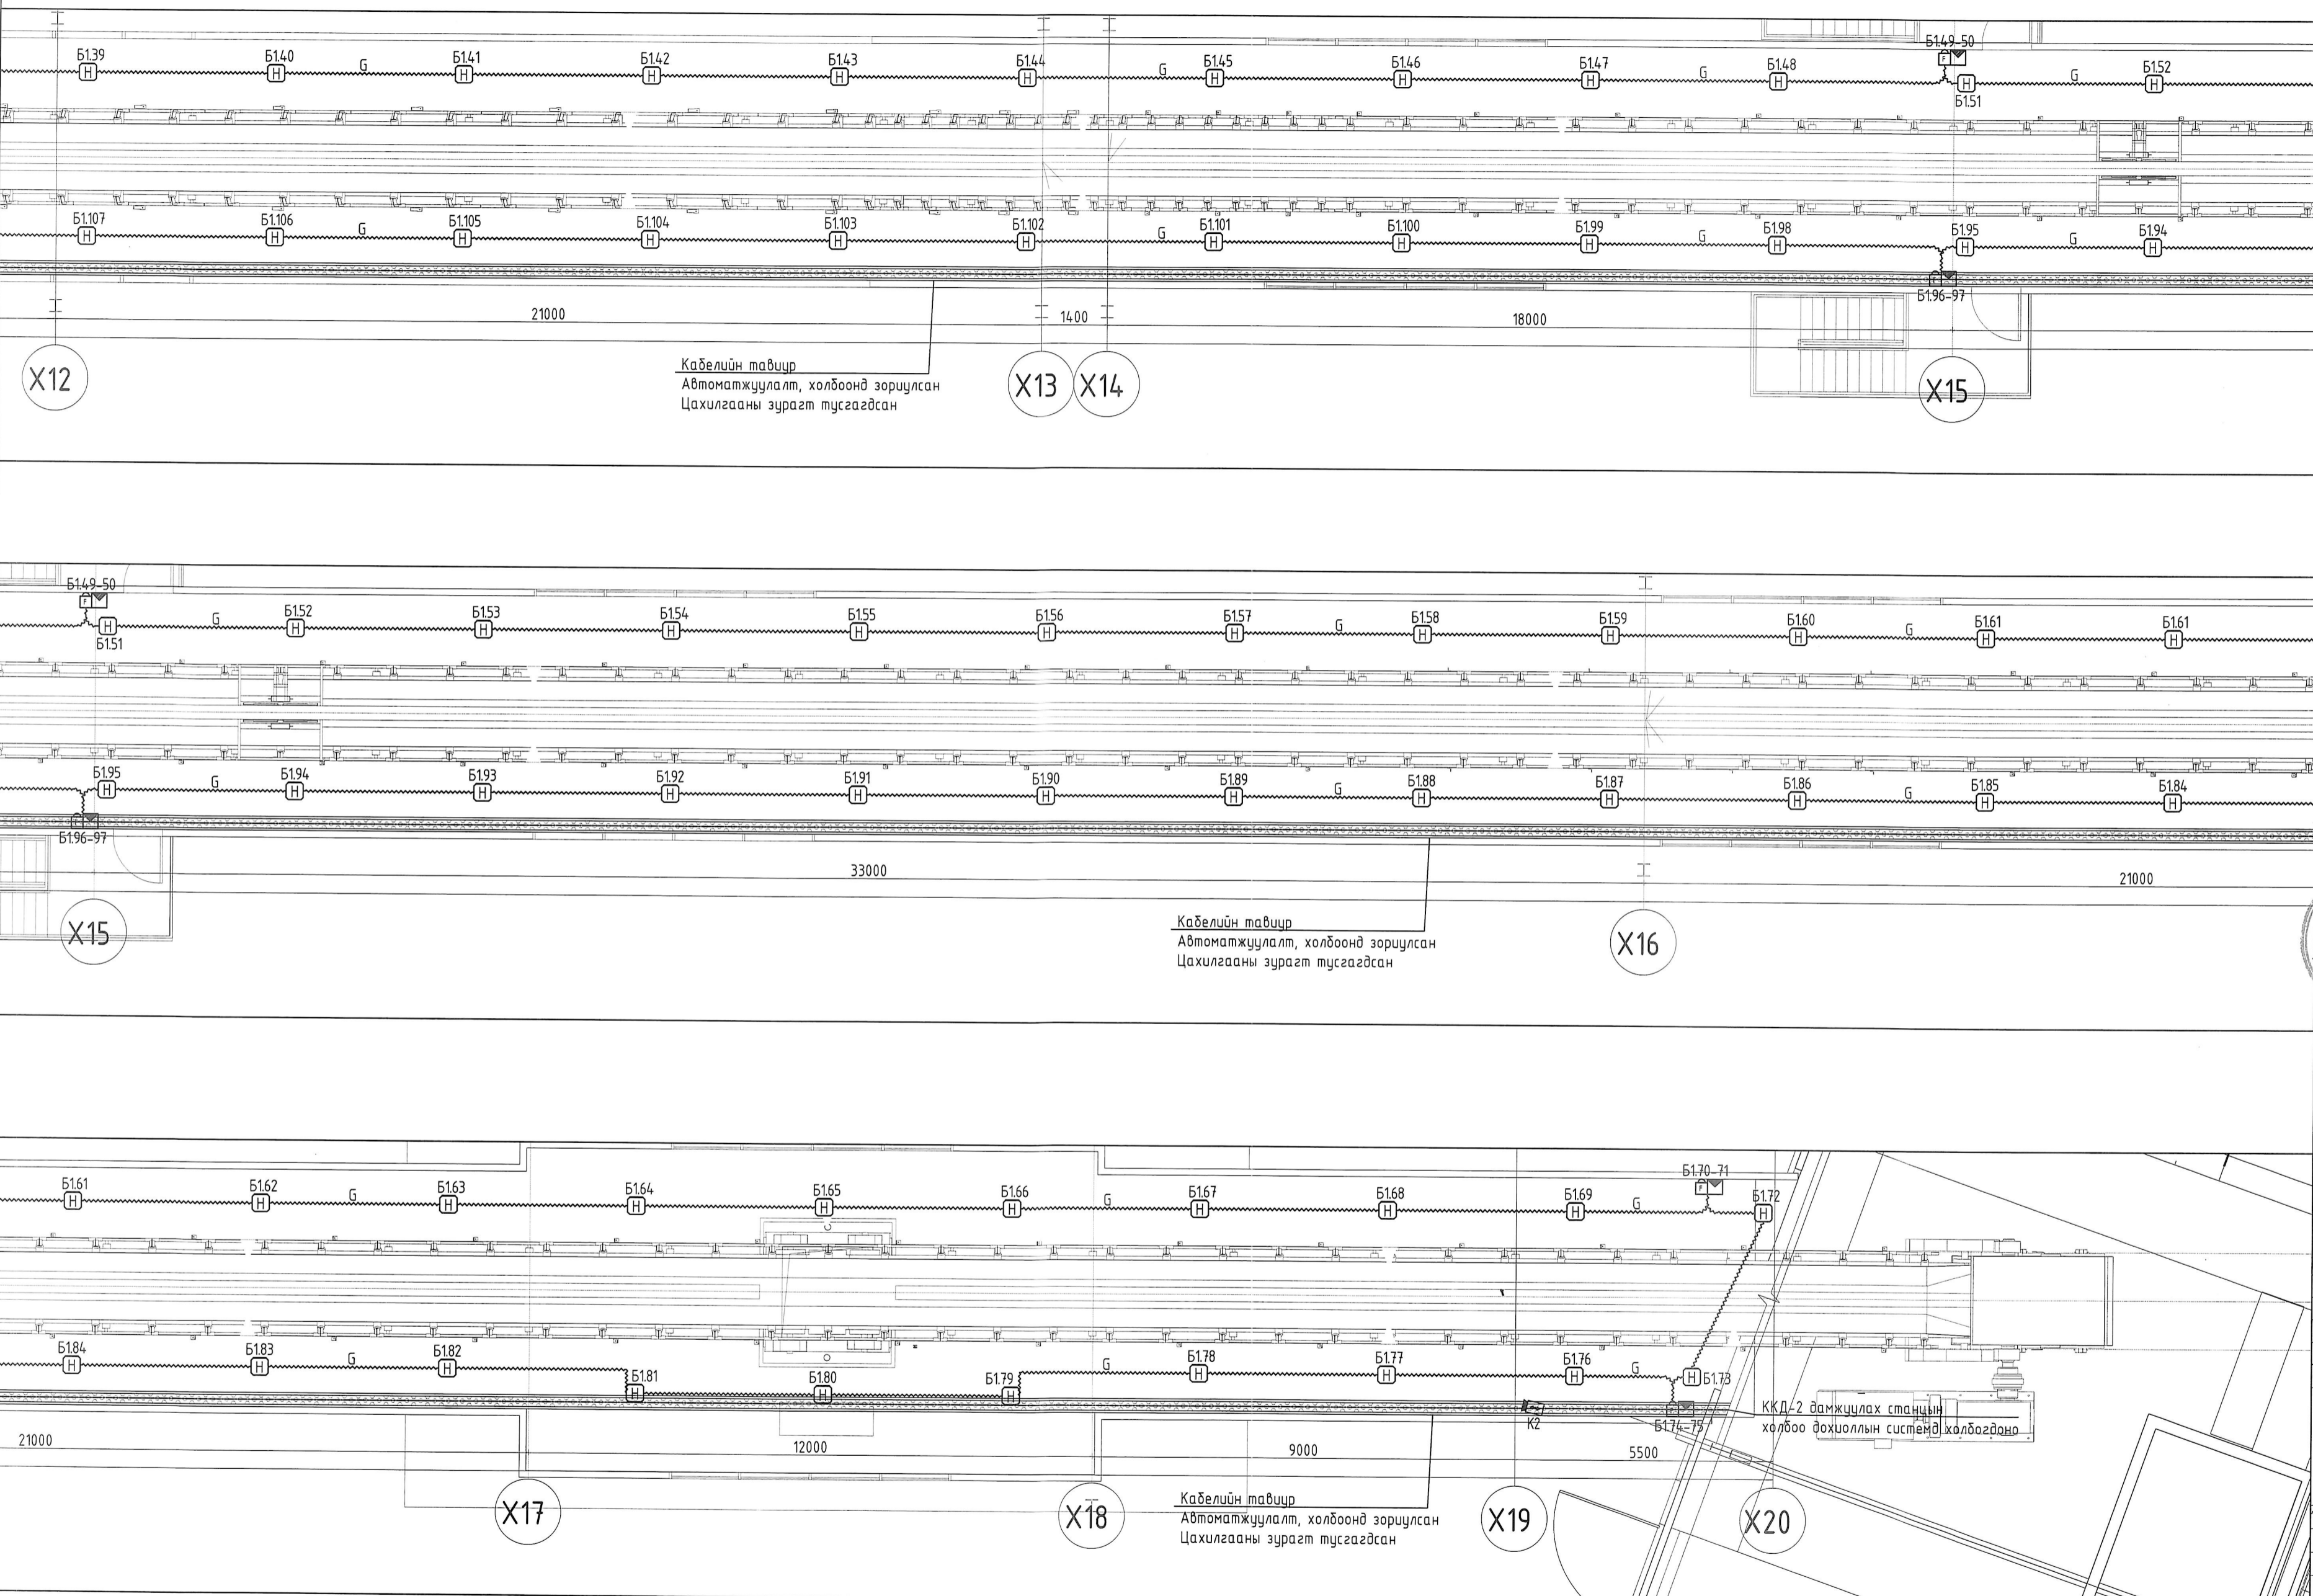 Б1.39 Б1.40 G Б1.41 Б1.42 Б1.43 Б1.44 G Б1.45 Б1.46 Б1.47 G Б1.48 Б1.49-50 G Б1.52
H H H H H H H H H H F H H
Б1.51
Б1.107 Б1.106 G Б1.105 Б1.104 Б1.103 Б1.102 G Б1.101 Б1.100 Б1.99 G Б1.98 Б1.95 G Б1.94
H H H H H H H H H H H H
Б1.96-97
21000 1400 18000
Кабелийн тавиур
Автоматжуулалт, холбоонд зориулсан
Цахилгааны зурагт тусгагдсан
X12 X13 X14 X15
Б1.49-50 G Б1.52 Б1.53 Б1.54 Б1.55 Б1.56 Б1.57 G Б1.58 Б1.59 Б1.60 G Б1.61 Б1.61
F H H H H H H H H H H H H
Б1.51
Б1.95 G Б1.94 Б1.93 Б1.92 Б1.91 Б1.90 Б1.89 G Б1.88 Б1.87 Б1.86 G Б1.85 Б1.84
H H H H H H H H H H H H
Б1.96-97
33000 21000
Кабелийн тавиур
Автоматжуулалт, холбоонд зориулсан
Цахилгааны зурагт тусгагдсан
X15 X16
Б1.61 Б1.62 G Б1.63 Б1.64 Б1.65 Б1.66 G Б1.67 Б1.68 Б1.69 G Б1.70-71 Б1.72
H H H H H H H H H F H
Б1.84 Б1.83 G Б1.82 Б1.81 Б1.80 Б1.79 G Б1.78 Б1.77 Б1.76 G Б1.73
H H H H H H H H H H
K2 Б1.74-75
ККД-2 дамжуулах станцын
холбоо дохиоллын системд холбогдоно
21000 12000 9000 5500
Кабелийн тавиур
Автоматжуулалт, холбоонд зориулсан
Цахилгааны зурагт тусгагдсан
X17 X18 X19 X20